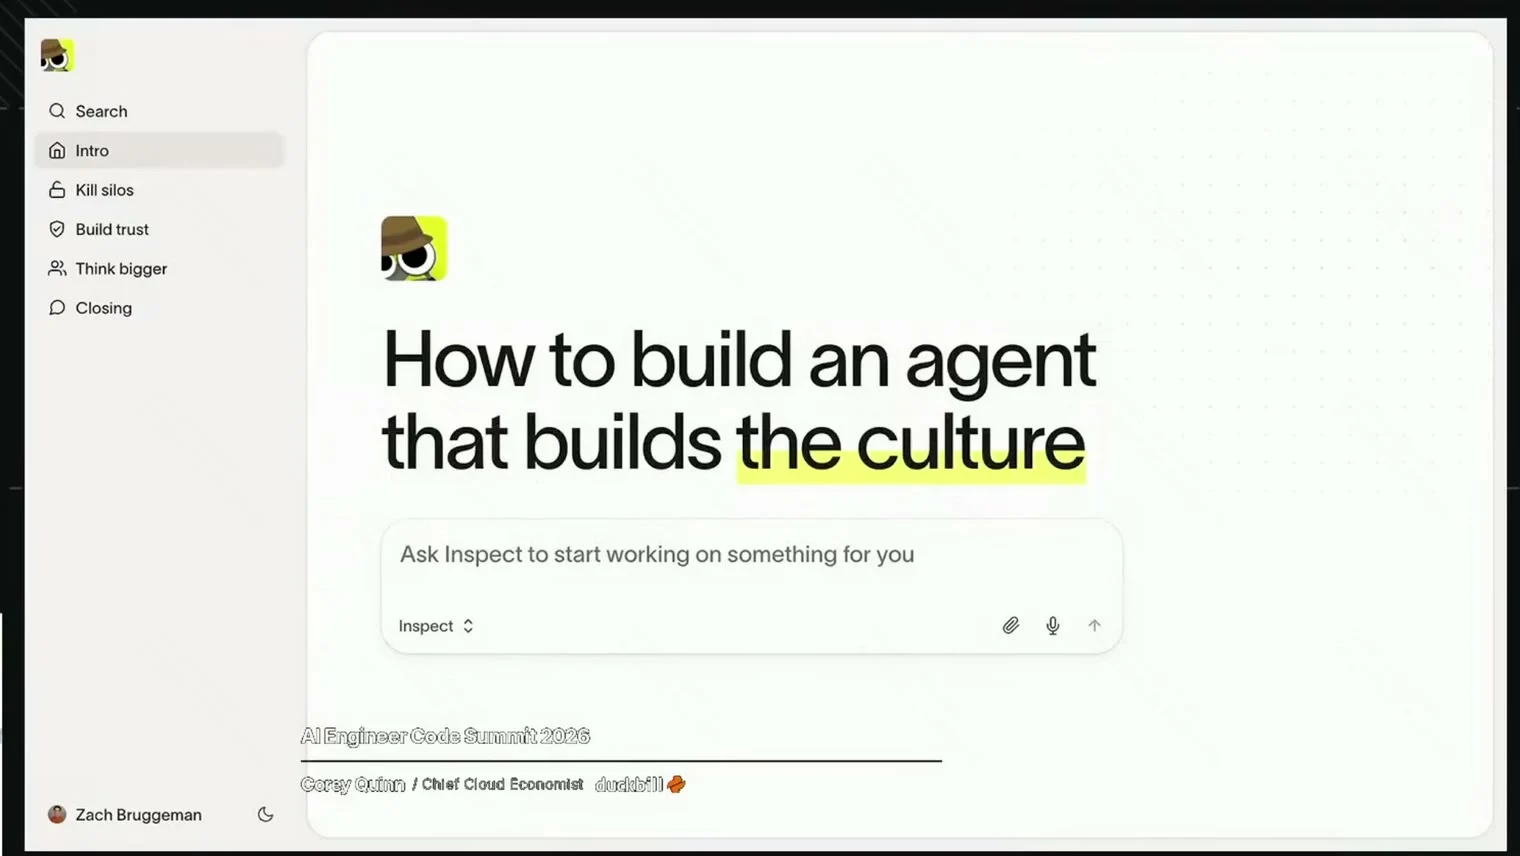 Search
Intro
Kill silos
Build trust
Think bigger
Closing
How to build an agent
that builds the culture
Ask Inspect to start working on something for you
Inspect
AI Engineer Code Summit 2026
Corey Quinn / Chief Cloud Economist duckbill
Zach Bruggeman